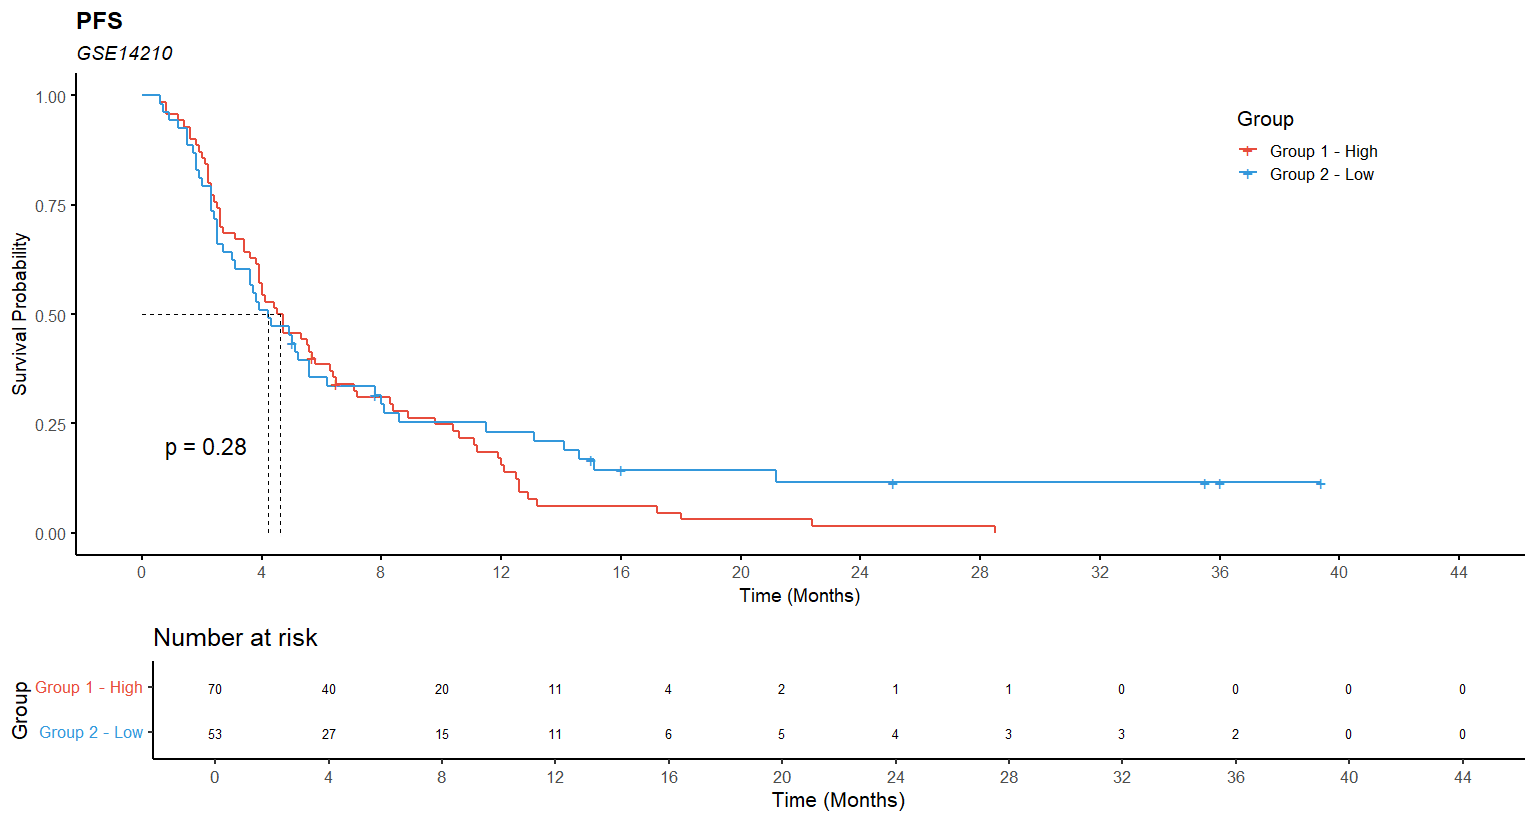 PFS
GSE14210
1.00
0.75
0.50
0.25
0.00
Survival Probability
p = 0.28
Group
Group 1 - High
Group 2 - Low
0 4 8 12 16 20 24 28 32 36 40 44
Time (Months)
Number at risk
Group
Group 1 - High 70 40 20 11 4 2 1 1 0 0 0 0
Group 2 - Low 53 27 15 11 6 5 4 3 3 2 0 0
0 4 8 12 16 20 24 28 32 36 40 44
Time (Months)